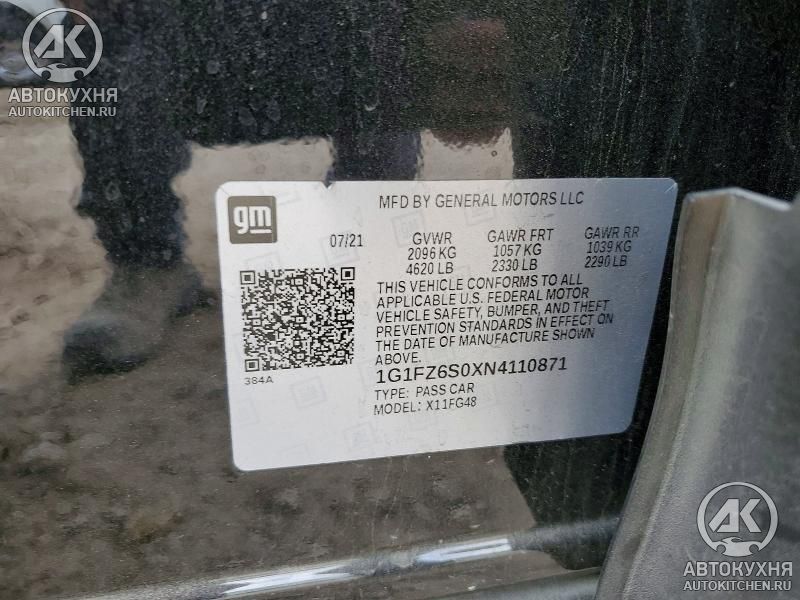 АК
АВТОКУХНЯ
AUTOKITCHEN.RU
gm
MFD BY GENERAL MOTORS LLC
07/21 GVWR GAWR FRT GAWR RR
2096 KG 1057 KG 1039 KG
4620 LB 2330 LB 2290 LB
THIS VEHICLE CONFORMS TO ALL
APPLICABLE U.S. FEDERAL MOTOR
VEHICLE SAFETY, BUMPER, AND THEFT
PREVENTION STANDARDS IN EFFECT ON
THE DATE OF MANUFACTURE SHOWN
ABOVE.
384A
1G1FZ6S0XN4110871
TYPE: PASS CAR
MODEL: X11FG48
АК
АВТОКУХНЯ
AUTOKITCHEN.RU